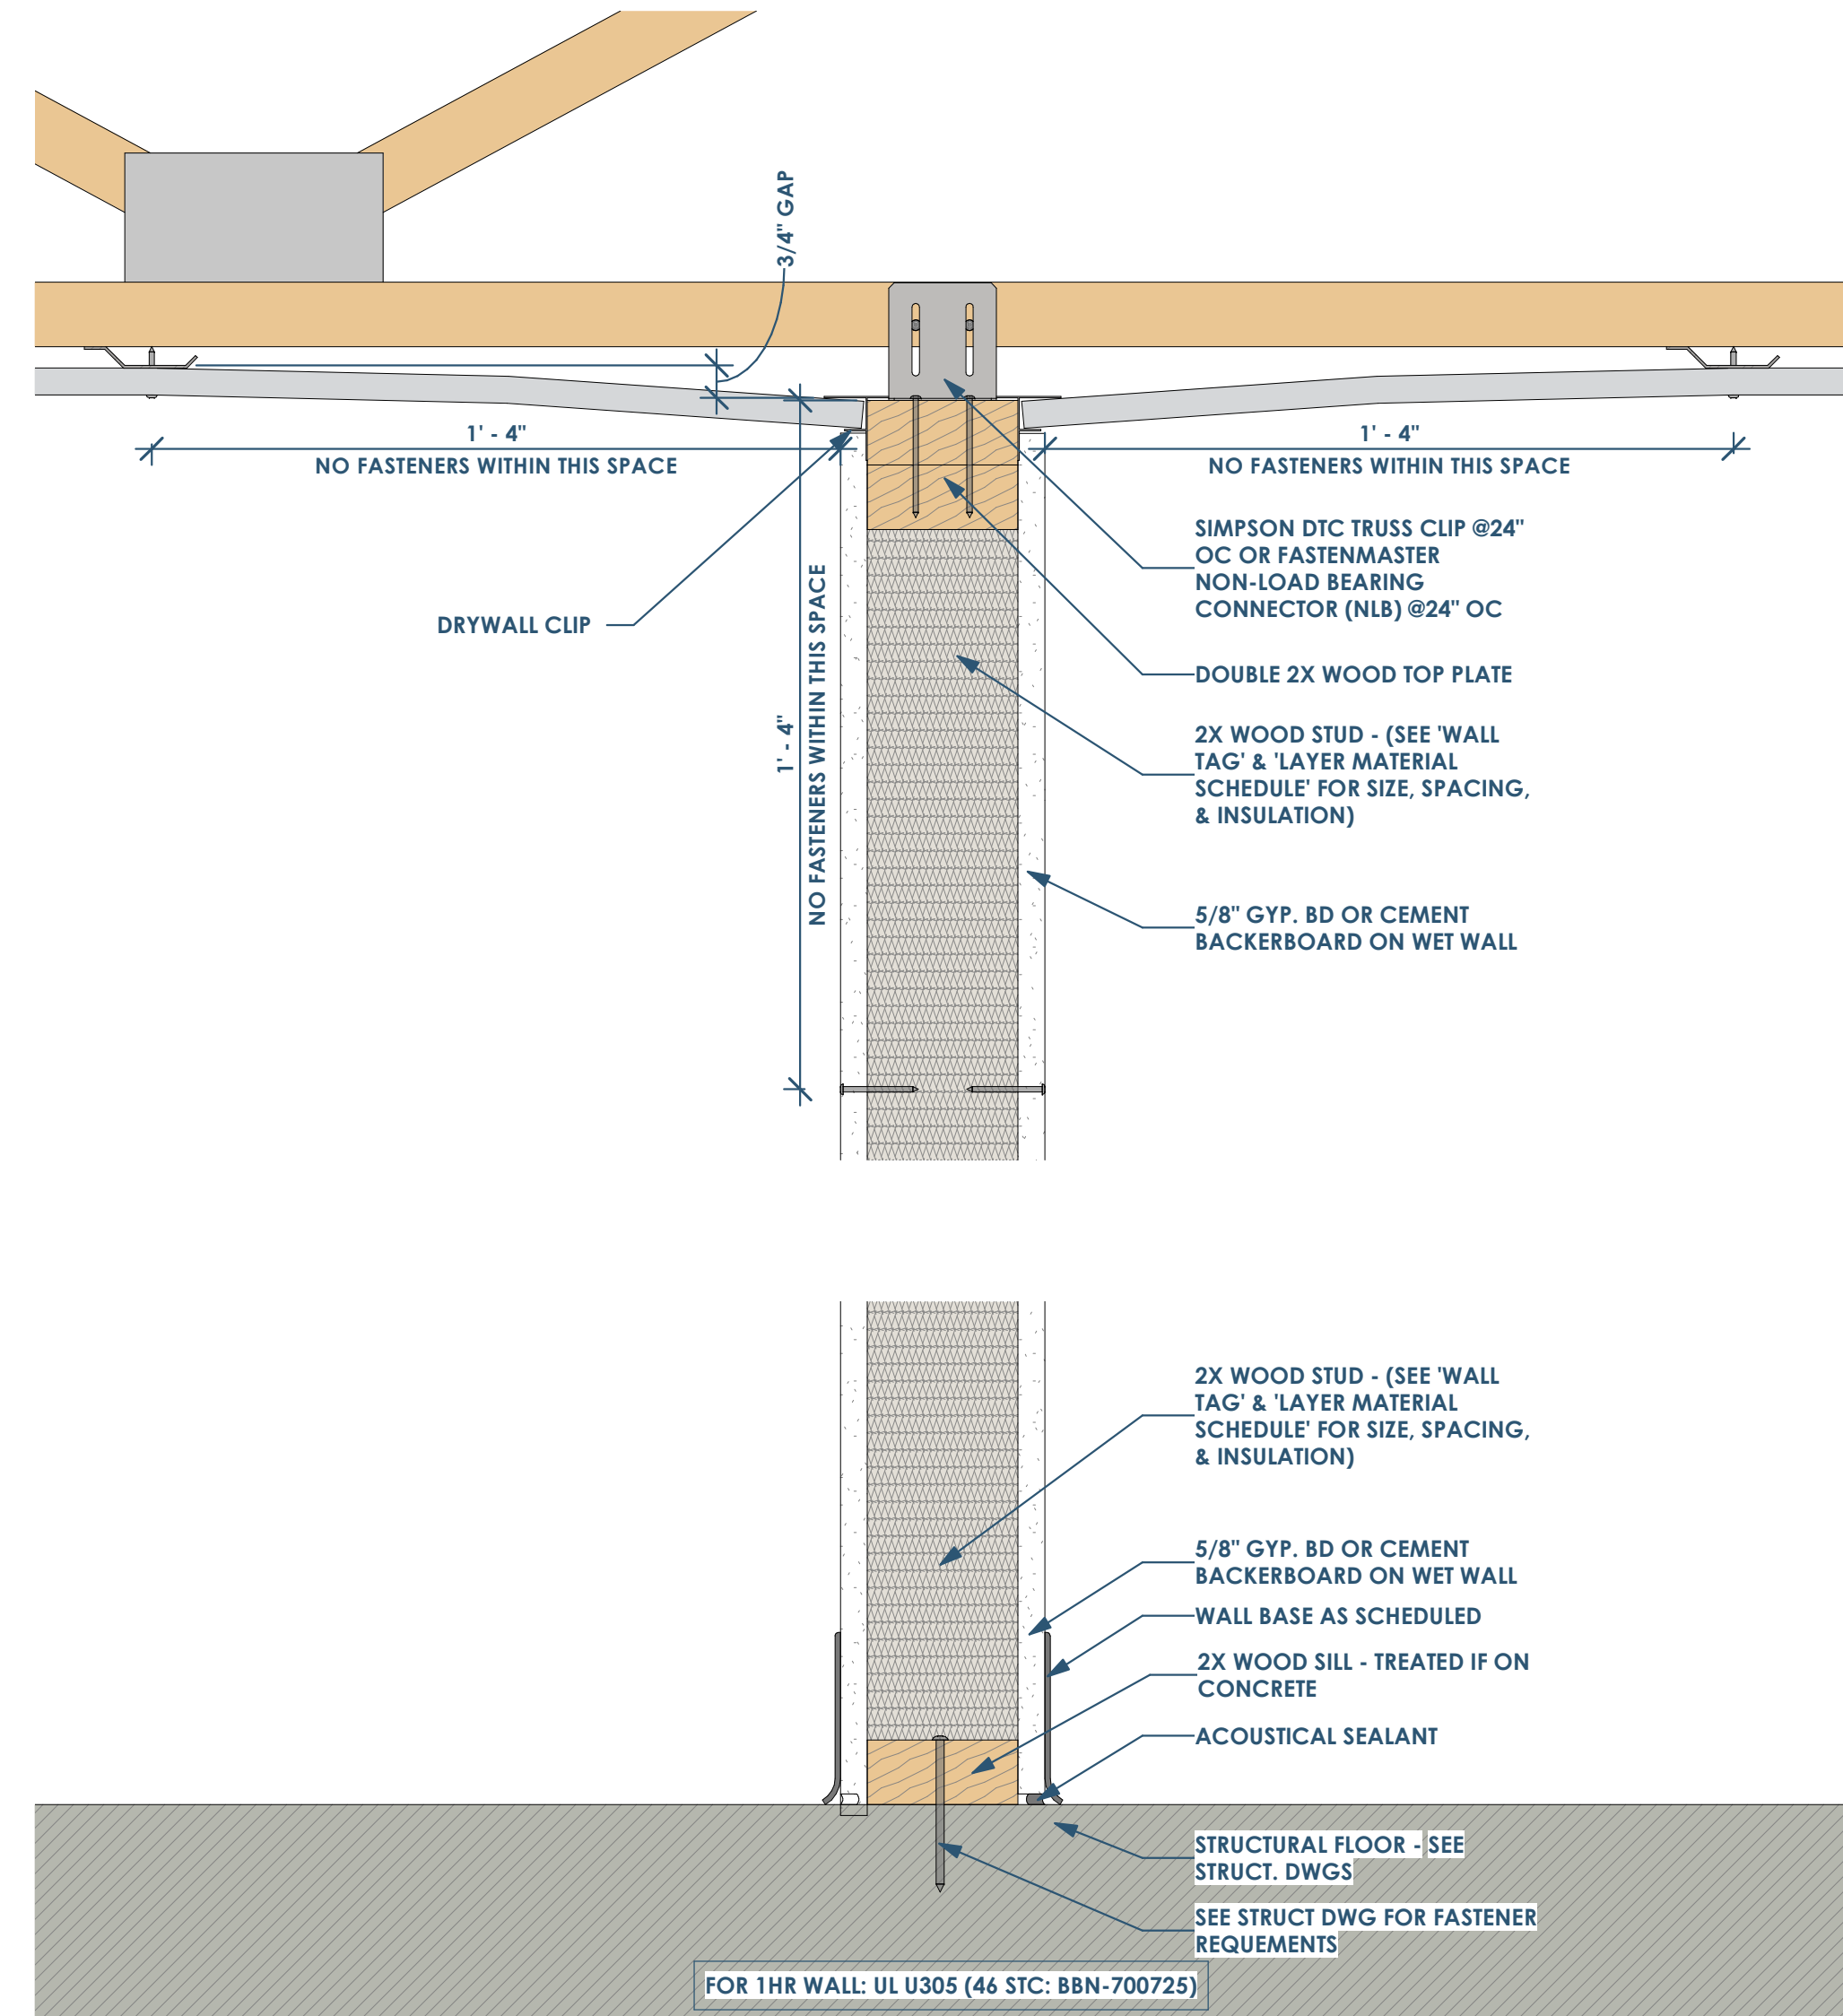 3/4" GAP
1' - 4"
NO FASTENERS WITHIN THIS SPACE
1' - 4"
NO FASTENERS WITHIN THIS SPACE
SIMPSON DTC TRUSS CLIP @24"
OC OR FASTENMASTER
NON-LOAD BEARING
CONNECTOR (NLB) @24" OC
DRYWALL CLIP
1' - 4"
NO FASTENERS WITHIN THIS SPACE
DOUBLE 2X WOOD TOP PLATE
2X WOOD STUD - (SEE 'WALL
TAG' & 'LAYER MATERIAL
SCHEDULE' FOR SIZE, SPACING,
& INSULATION)
5/8" GYP. BD OR CEMENT
BACKERBOARD ON WET WALL
2X WOOD STUD - (SEE 'WALL
TAG' & 'LAYER MATERIAL
SCHEDULE' FOR SIZE, SPACING,
& INSULATION)
5/8" GYP. BD OR CEMENT
BACKERBOARD ON WET WALL
WALL BASE AS SCHEDULED
2X WOOD SILL - TREATED IF ON
CONCRETE
ACOUSTICAL SEALANT
STRUCTURAL FLOOR - SEE
STRUCT. DWGS
SEE STRUCT DWG FOR FASTENER
REQUEMENTS
FOR 1HR WALL: UL U305 (46 STC: BBN-700725)